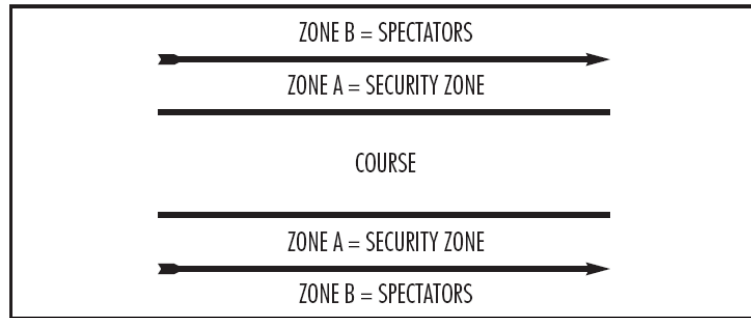 ZONE B = SPECTATORS
ZONE A = SECURITY ZONE
COURSE
ZONE A = SECURITY ZONE
ZONE B = SPECTATORS